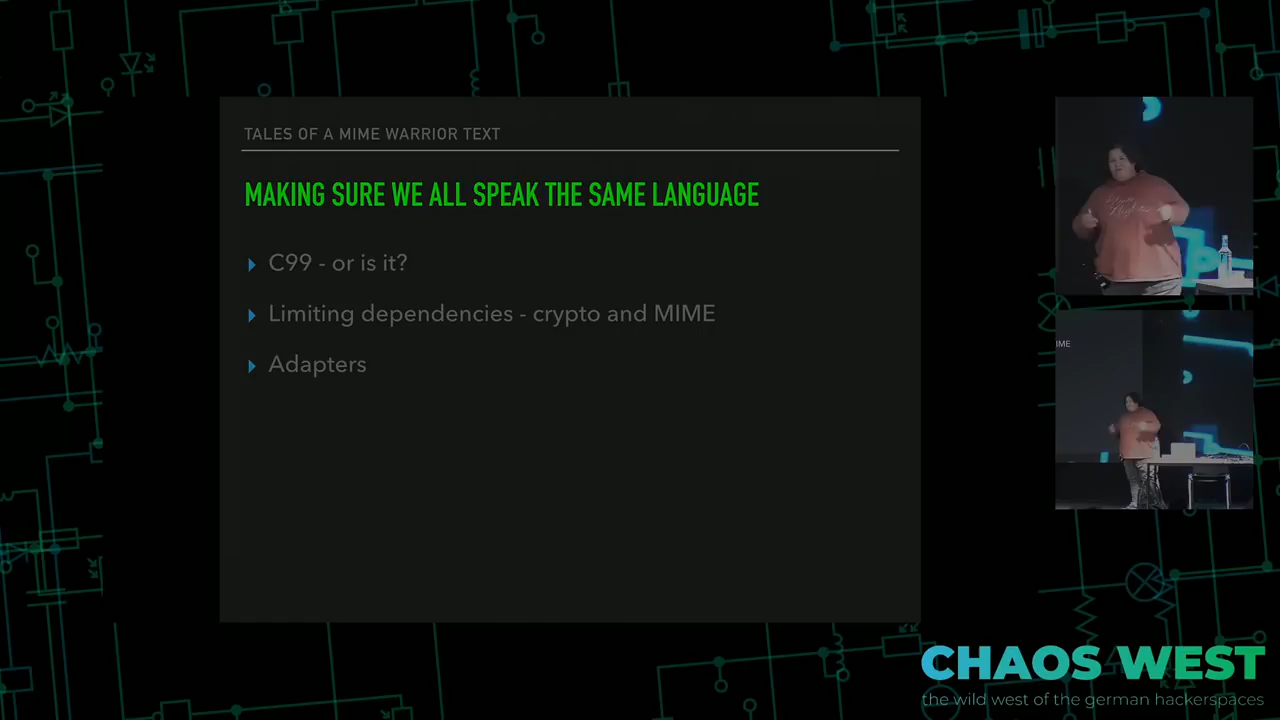 TALES OF A MIME WARRIOR TEXT
MAKING SURE WE ALL SPEAK THE SAME LANGUAGE
C99 - or is it?
Limiting dependencies - crypto and MIME
Adapters
IME
CHAOS WEST
the wild west of the german hackerspaces